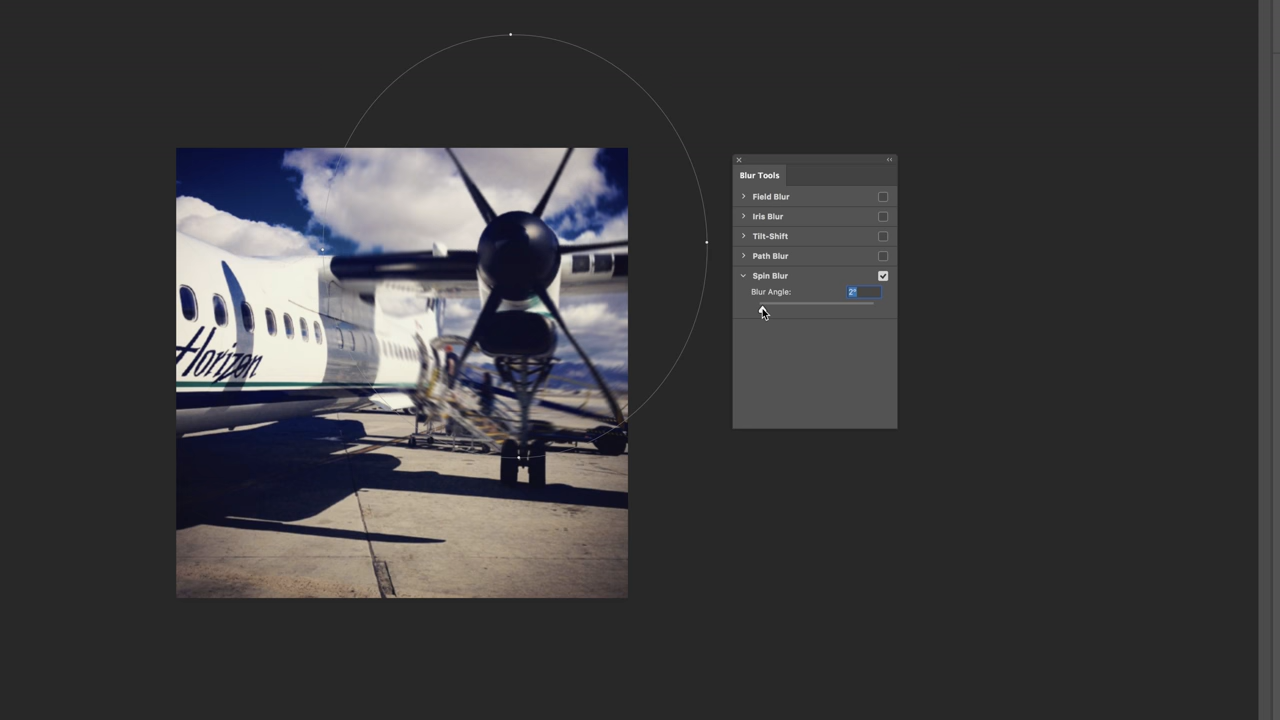 Blur Tools
Field Blur
Iris Blur
Tilt-Shift
Path Blur
Spin Blur
Blur Angle: 2°
Horizon